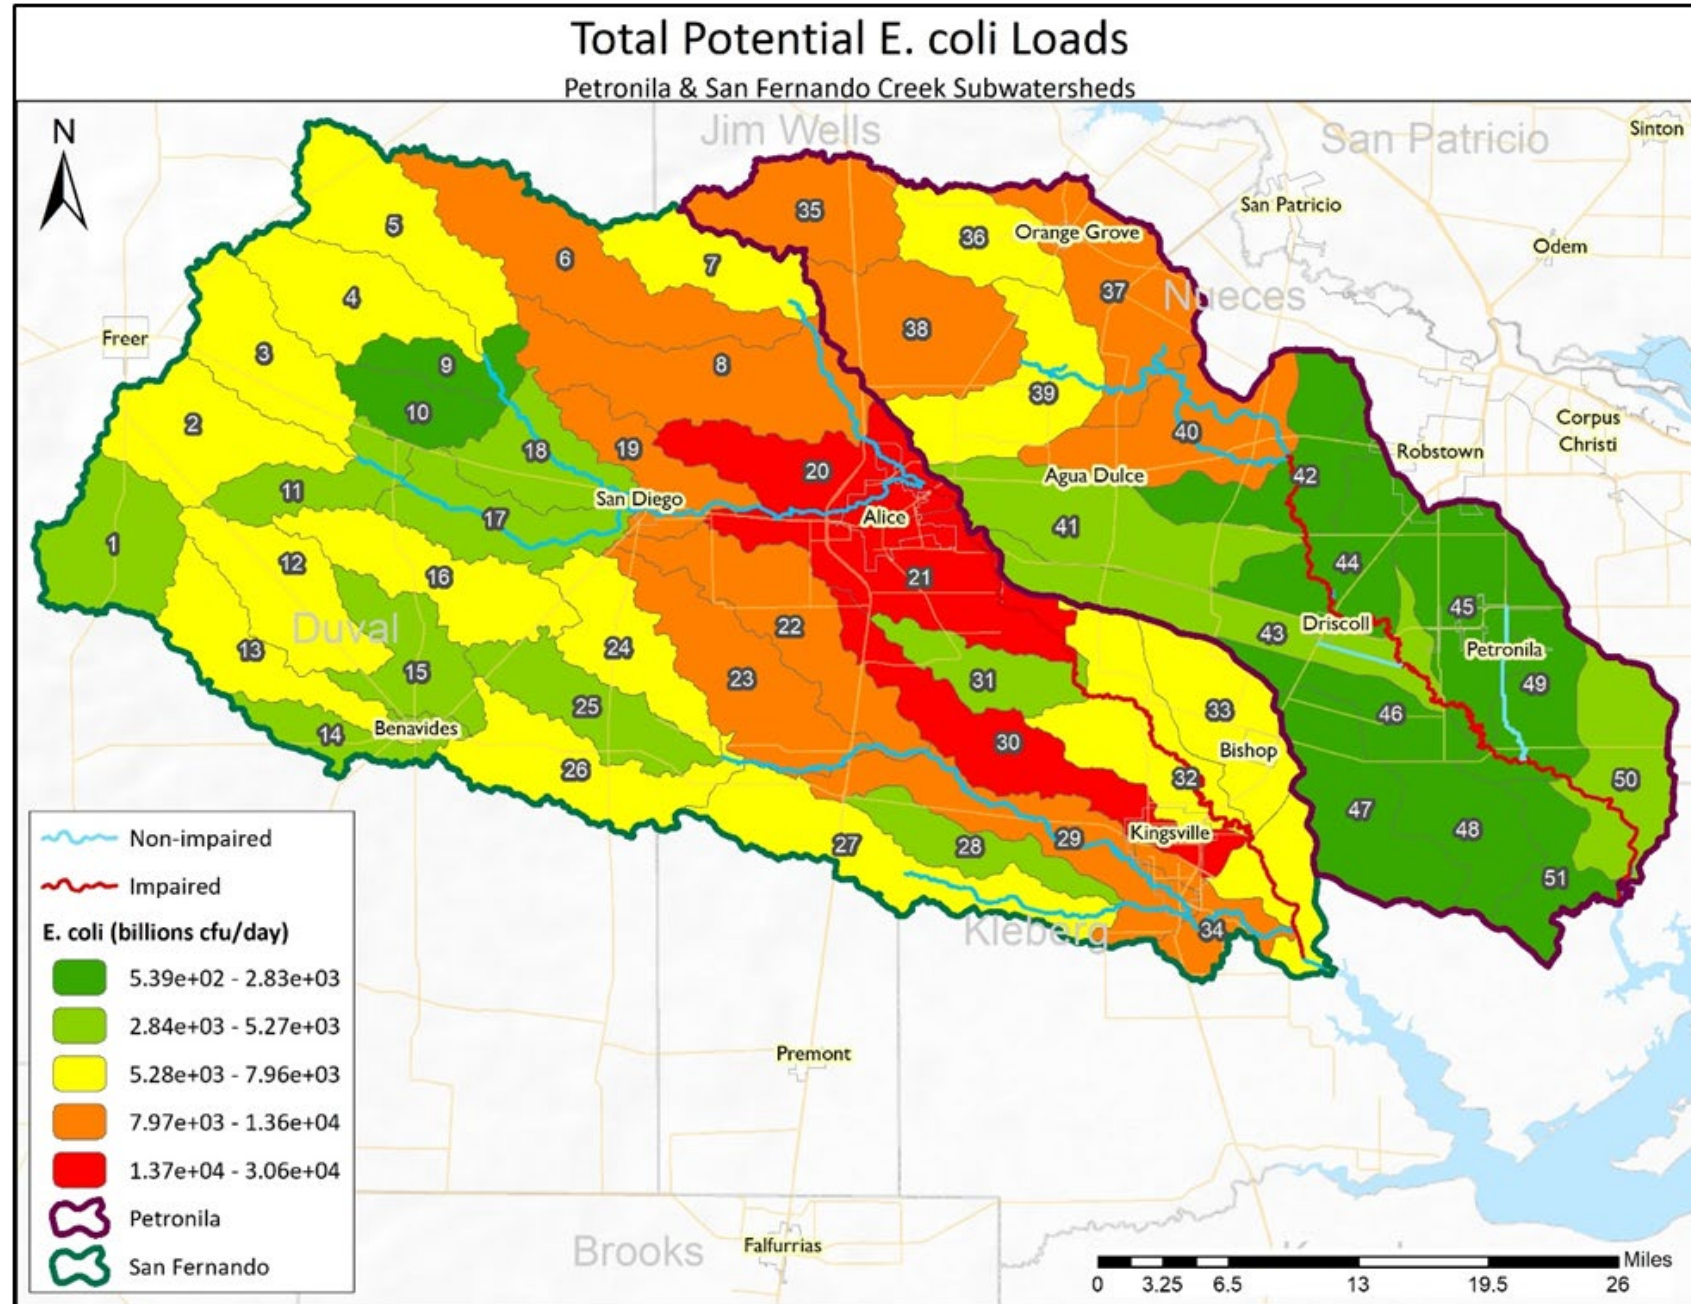 Total Potential E. coli Loads
Petronila & San Fernando Creek Subwatersheds
N
Jim Wells
San Patricio
Sinton
5
35
36
Orange Grove
San Patricio
Odem
6
7
4
37
Nueces
Freer
3
38
8
9
10
39
2
Corpus
Christi
18
19
20
40
Robstown
11
San Diego
Agua Dulce
42
1
17
Alice
41
12
16
21
44
Duval
22
45
13
24
43
Driscoll
15
23
31
Petronila
49
25
33
46
14
Benavides
30
Bishop
26
32
50
47
48
27
28
29
Kingsville
51
Kleberg
34
Non-impaired
Impaired
E. coli (billions cfu/day)
5.39e+02 - 2.83e+03
2.84e+03 - 5.27e+03
5.28e+03 - 7.96e+03
7.97e+03 - 1.36e+04
1.37e+04 - 3.06e+04
Petronila
San Fernando
Premont
Brooks
Falfurrias
Miles
0 3.25 6.5 13 19.5 26